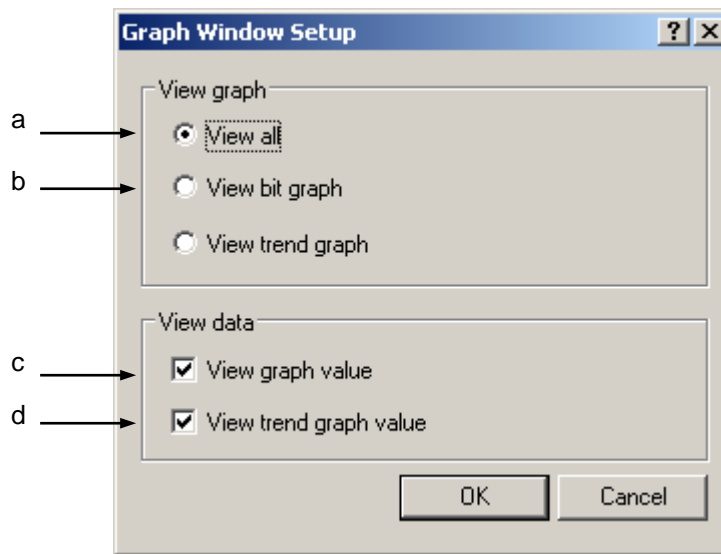 Graph Window Setup
View graph
a
View all
b
View bit graph
View trend graph
View data
c
View graph value
d
View trend graph value
OK
Cancel